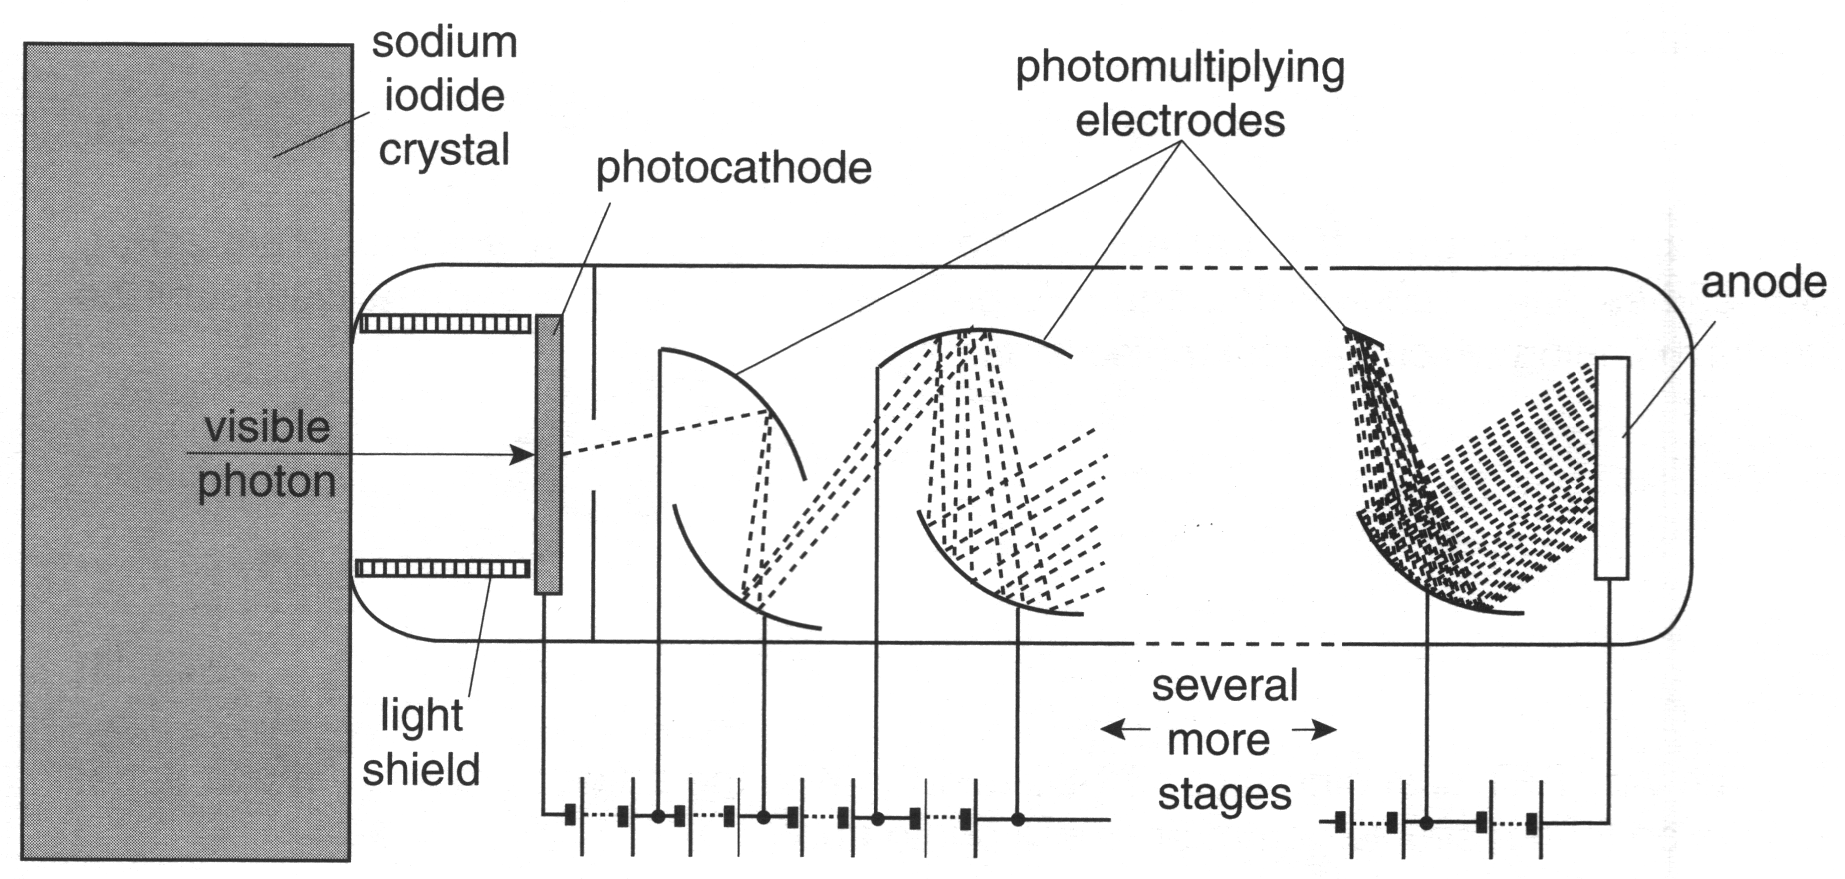 sodium
iodide
crystal
photocathode
photomultiplying
electrodes
anode
visible
photon
light
shield
several
more
stages